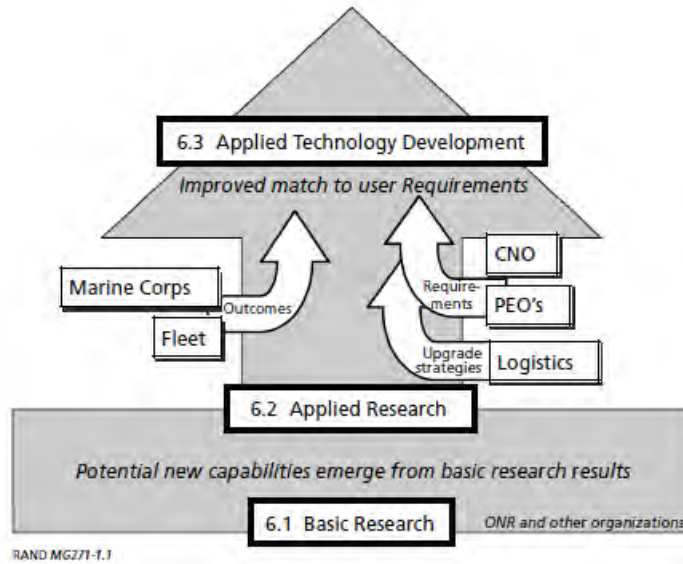 6.3 Applied Technology Development
Improved match to user Requirements
CNO
Marine Corps
Require-
ments
PEO's
Outcomes
Fleet
Upgrade
strategies
Logistics
6.2 Applied Research
Potential new capabilities emerge from basic research results
6.1 Basic Research
ONR and other organizations
RAND MG271-1.1